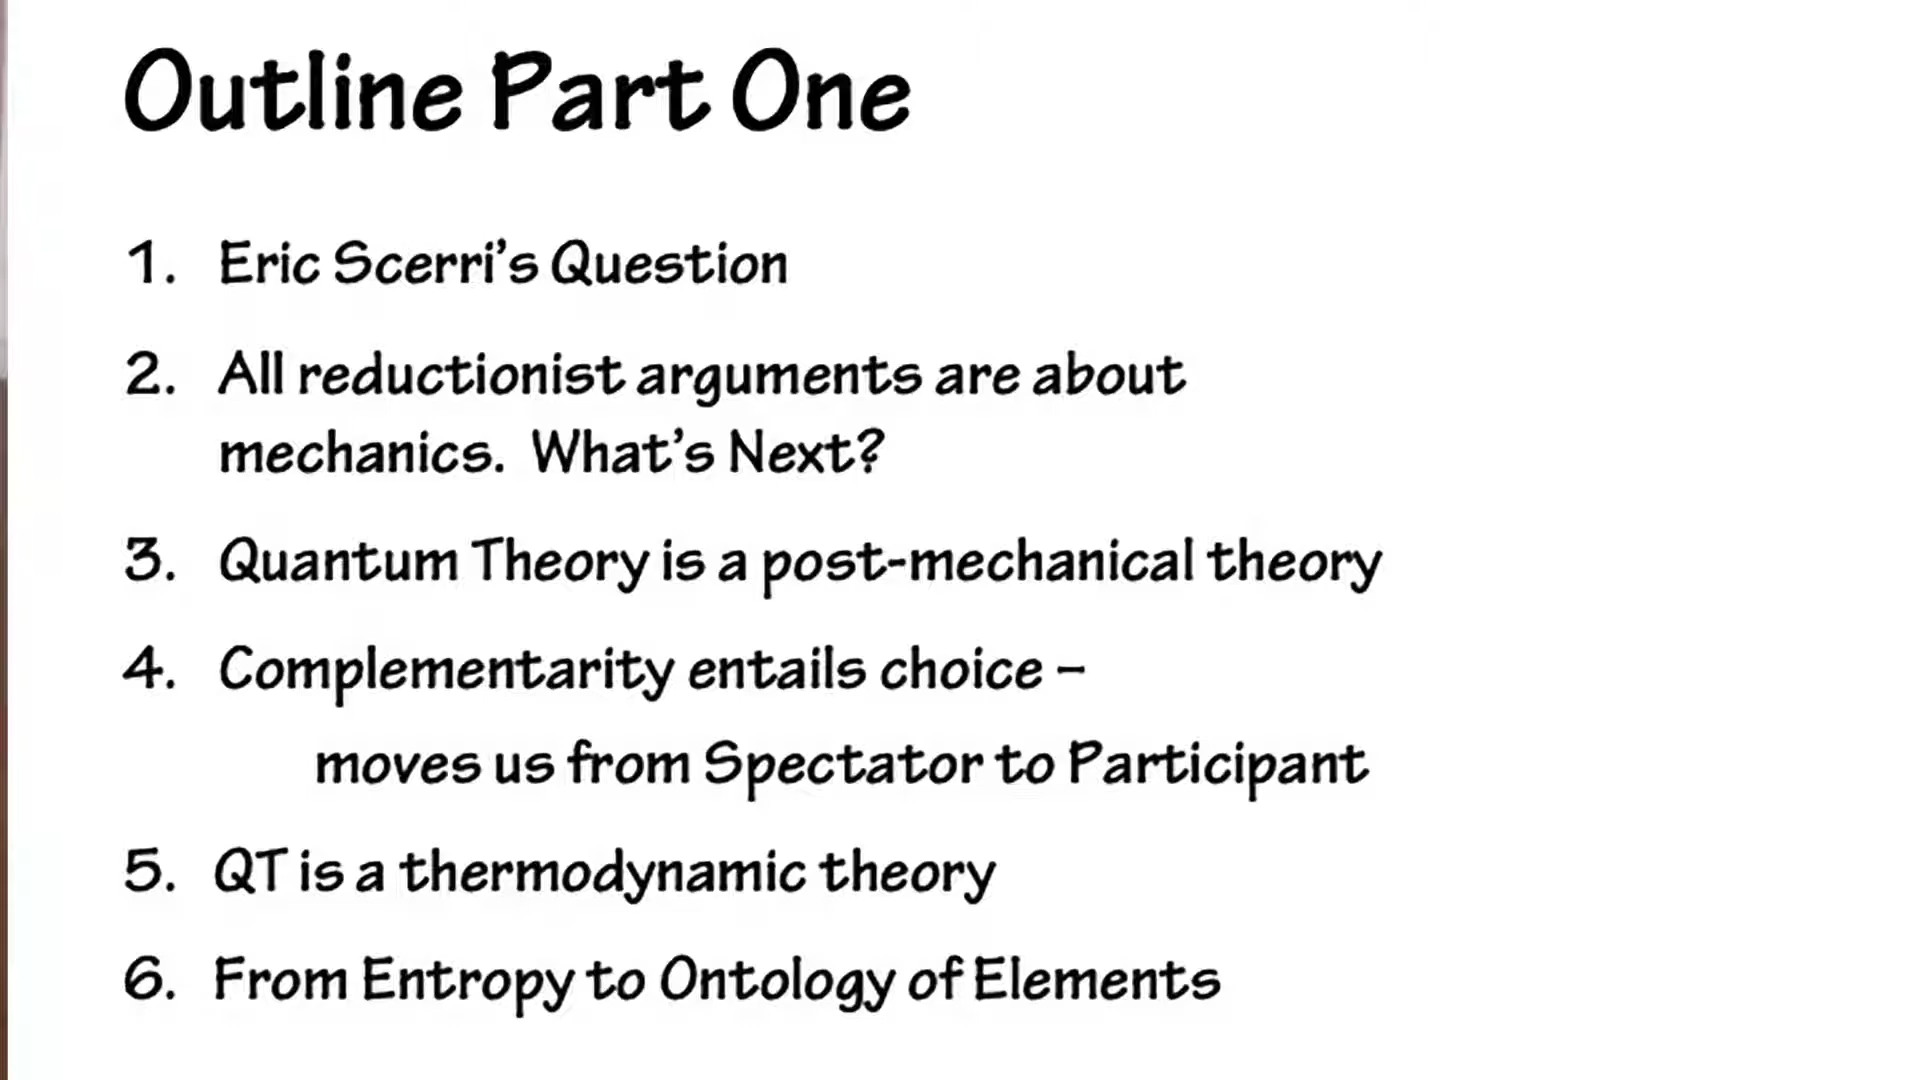 Outline Part One
1. Eric Scerri's Question
2. All reductionist arguments are about
mechanics. What's Next?
3. Quantum Theory is a post-mechanical theory
4. Complementarity entails choice –
moves us from Spectator to Participant
5. QT is a thermodynamic theory
6. From Entropy to Ontology of Elements